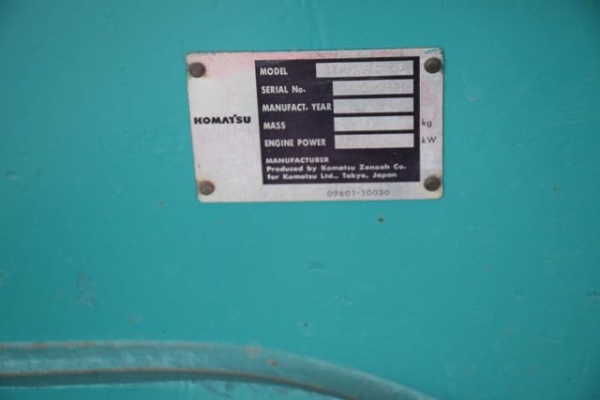 KOMATSU
MODEL
SERIAL No.
MANUFACT. YEAR
MASS kg
ENGINE POWER kW
MANUFACTURER
Produced by Komatsu Zenoah Co.
for Komatsu Ltd., Tokyo, Japan
09601-10030